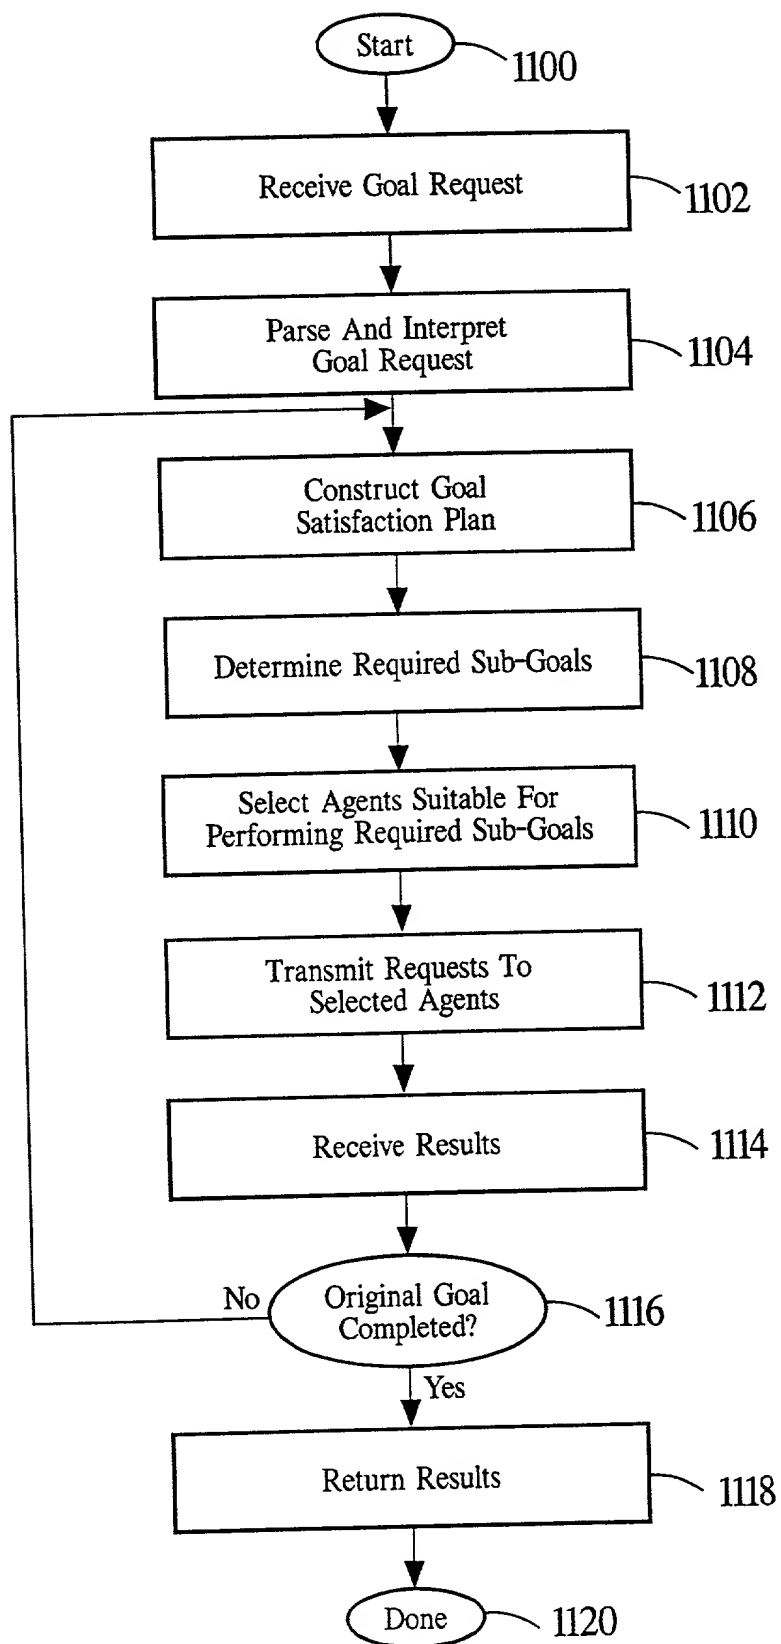 Start
1100
Receive Goal Request
1102
Parse And Interpret
Goal Request
1104
Construct Goal
Satisfaction Plan
1106
Determine Required Sub-Goals
1108
Select Agents Suitable For
Performing Required Sub-Goals
1110
Transmit Requests To
Selected Agents
1112
Receive Results
1114
No
Original Goal
Completed?
1116
Yes
Return Results
1118
Done
1120